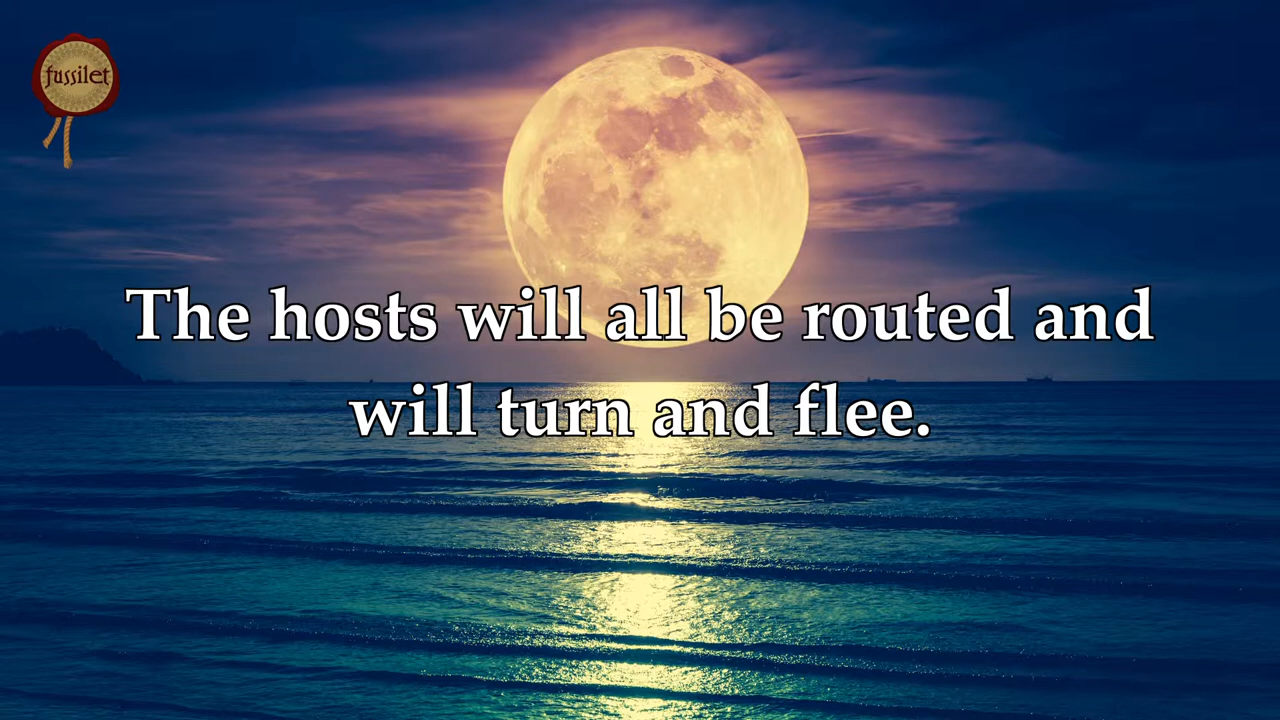 fussilet
The hosts will all be routed and
will turn and flee.